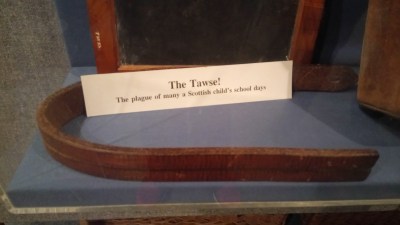 The Tawse!
The plague of many a Scottish child's school days